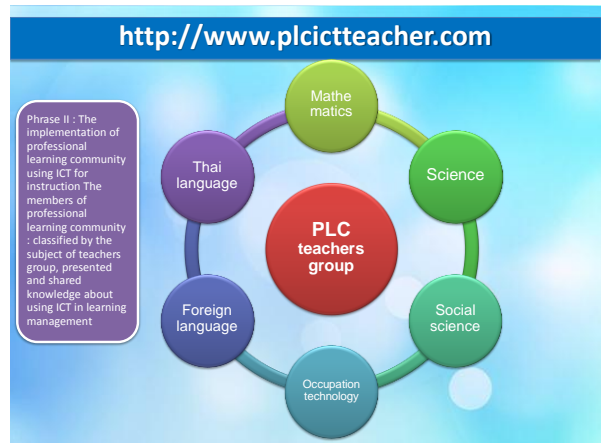 http://www.plcictteacher.com
Phrase II : The
implementation of
professional
learning community
using ICT for
instruction The
members of
professional
learning community
: classified by the
subject of teachers
group, presented
and shared
knowledge about
using ICT in learning
management
Mathe
matics
Science
Social
science
Occupation
technology
Foreign
language
Thai
language
PLC
teachers
group